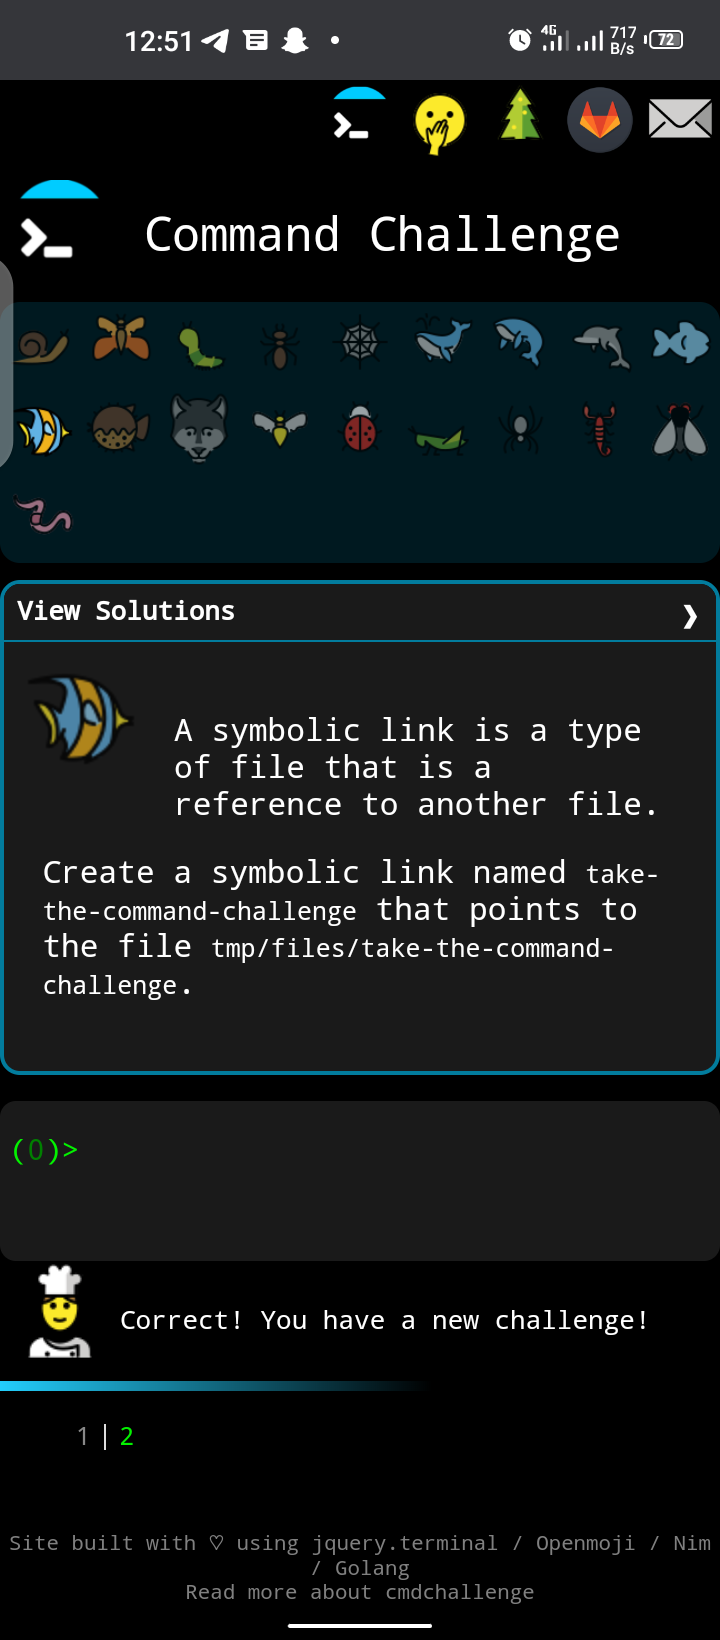 12:51
4G
717
B/s
72
Command Challenge
View Solutions ❯
A symbolic link is a type
of file that is a
reference to another file.
Create a symbolic link named take-
the-command-challenge that points to
the file tmp/files/take-the-command-
challenge.
(0)>
Correct! You have a new challenge!
1 | 2
Site built with ♡ using jquery.terminal / Openmoji / Nim
/ Golang
Read more about cmdchallenge